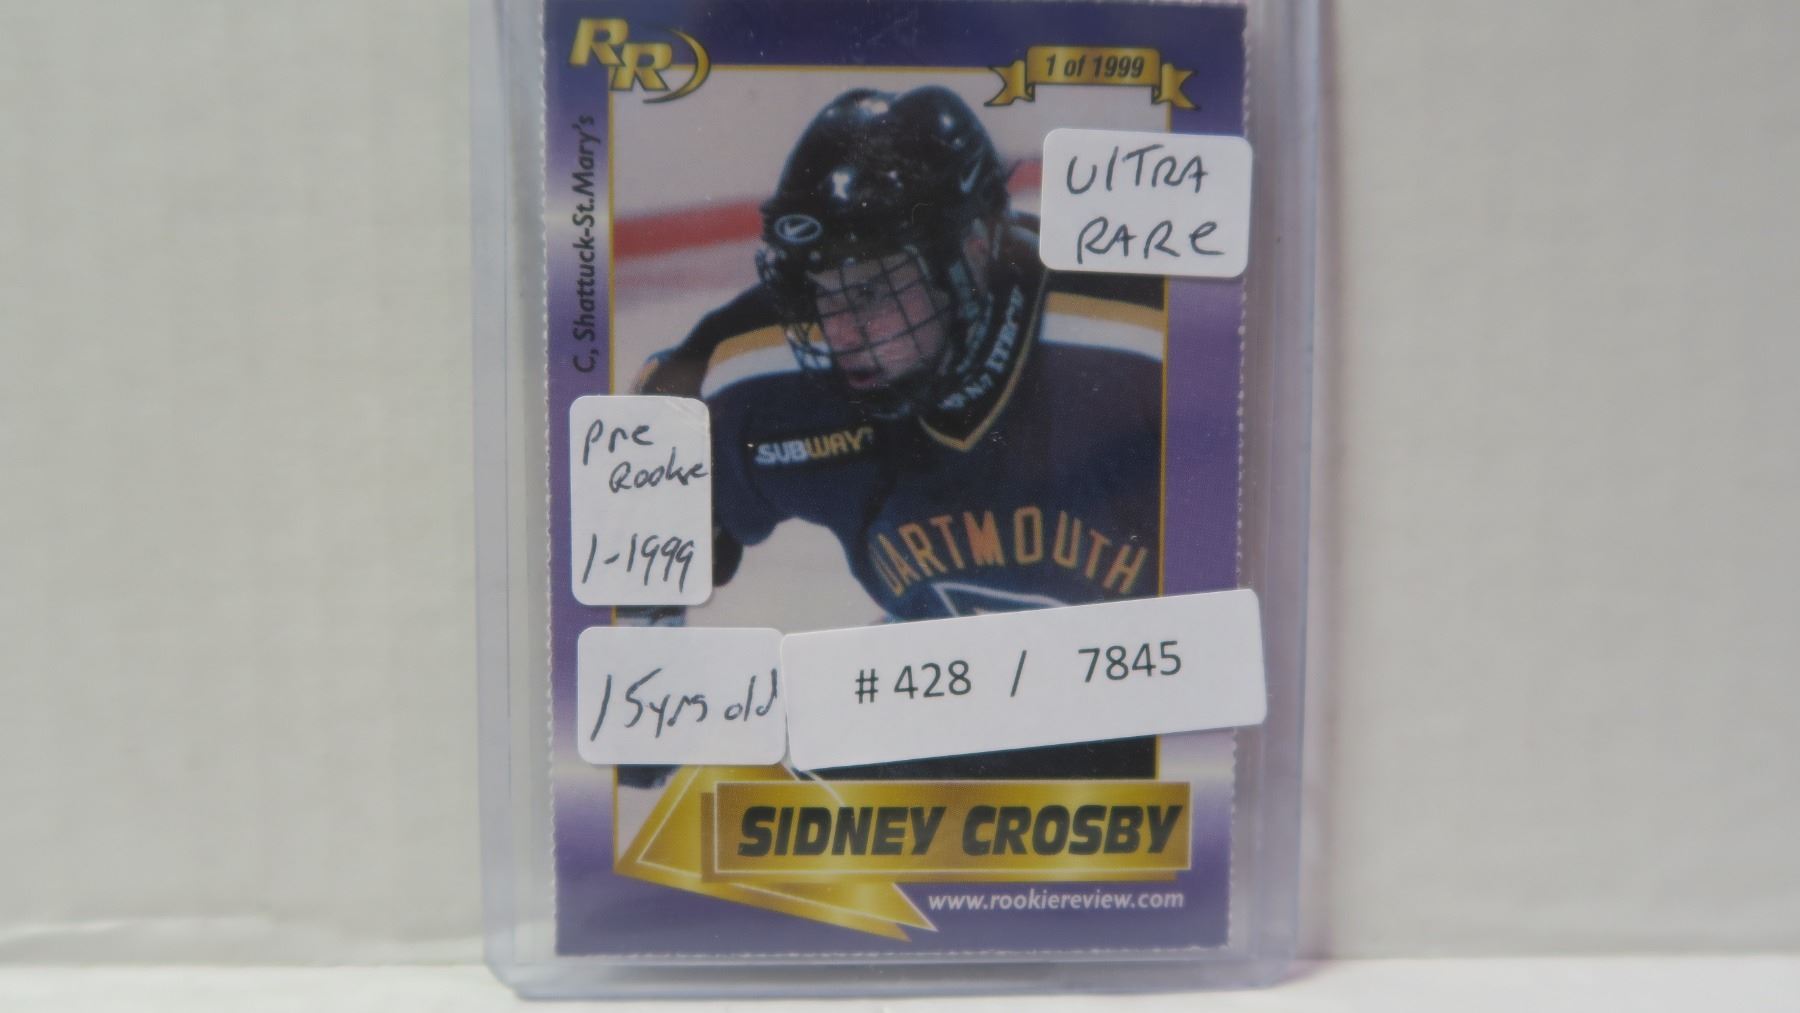 RR
1 of 1999
C, Shattuck-St.Mary's
UlTRA
RARe
pre
Rookie
1-1999
SUBWAY
DARTMOUTH
15yrs old
#428 / 7845
SIDNEY CROSBY
www.rookiereview.com